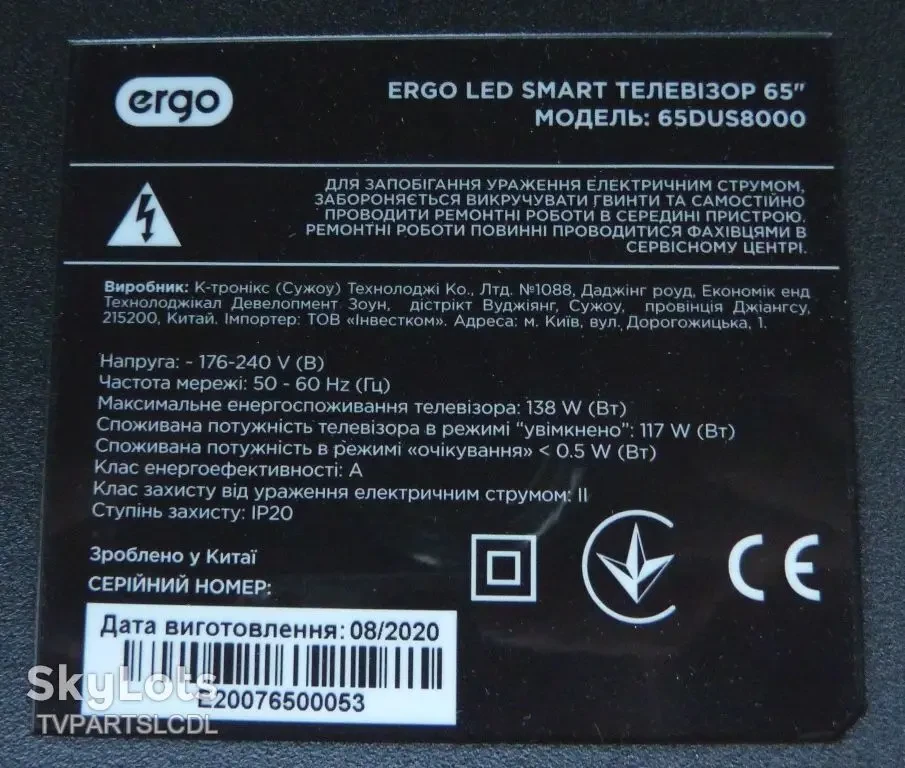 ergo
ERGO LED SMART ТЕЛЕВІЗОР 65"
МОДЕЛЬ: 65DUS8000
ДЛЯ ЗАПОБІГАННЯ УРАЖЕННЯ ЕЛЕКТРИЧНИМ СТРУМОМ,
ЗАБОРОНЯЄТЬСЯ ВИКРУЧУВАТИ ГВИНТИ ТА САМОСТІЙНО
ПРОВОДИТИ РЕМОНТНІ РОБОТИ В СЕРЕДИНІ ПРИСТРОЮ.
РЕМОНТНІ РОБОТИ ПОВИННІ ПРОВОДИТИСЯ ФАХІВЦЯМИ В
СЕРВІСНОМУ ЦЕНТРІ.
Виробник: К-тронікс (Сужоу) Технолоджі Ко., Лтд. №1088, Даджінг роуд, Економік енд
Технолоджікал Девелопмент Зоун, дістрікт Вуджіянг, Сужоу, провінція Джіангсу,
215200, Китай. Імпортер: ТОВ «Інвестком». Адреса: м. Київ, вул. Дорогожицька, 1.
Напруга: ~ 176-240 V (В)
Частота мережі: 50 - 60 Hz (Гц)
Максимальне енергоспоживання телевізора: 138 W (Вт)
Споживана потужність телевізора в режимі "увімкнено": 117 W (Вт)
Споживана потужність в режимі «очікування» < 0.5 W (Вт)
Клас енергоефективності: А
Клас захисту від ураження електричним струмом: II
Ступінь захисту: IP20
Зроблено у Китаї
СЕРІЙНИЙ НОМЕР:
CE
Дата виготовлення: 08/2020
E20076500053
SkyLots
TVPARTSLCDL